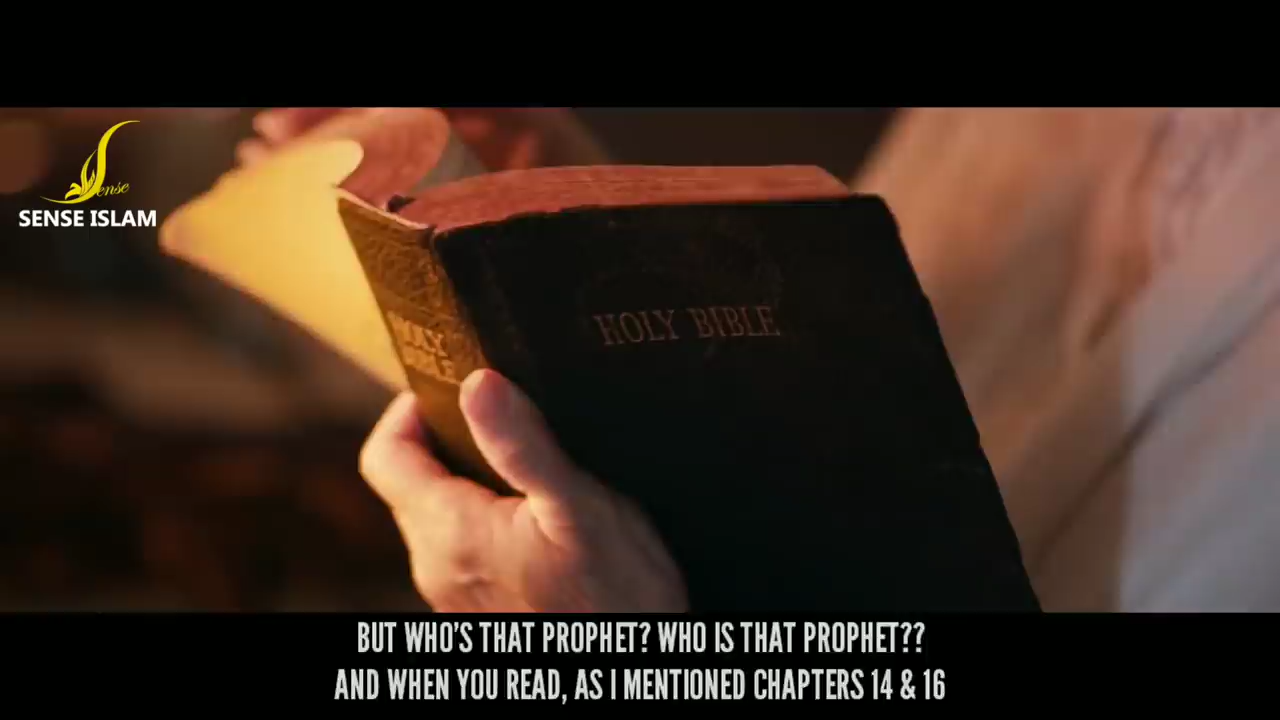 Sense
SENSE ISLAM
HOLY BIBLE
HOLY
BIBLE
BUT WHO'S THAT PROPHET? WHO IS THAT PROPHET??
AND WHEN YOU READ, AS I MENTIONED CHAPTERS 14 & 16